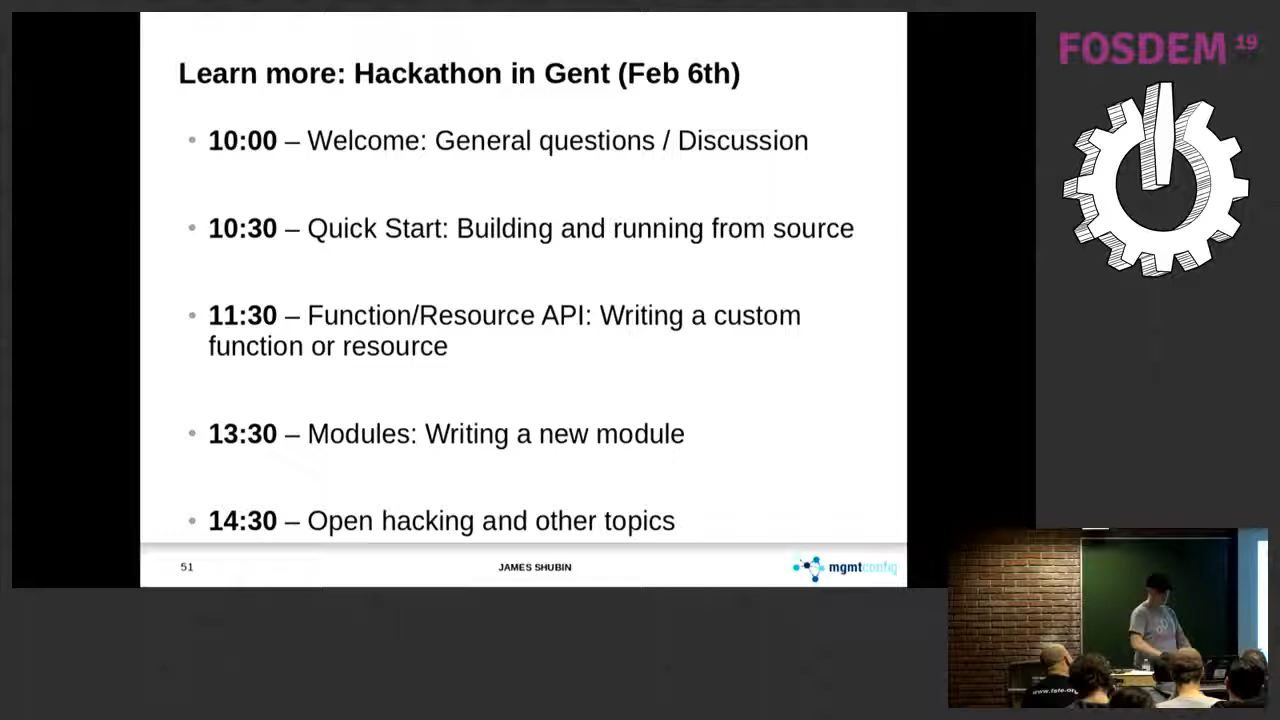 Learn more: Hackathon in Gent (Feb 6th)
10:00 – Welcome: General questions / Discussion
10:30 – Quick Start: Building and running from source
11:30 – Function/Resource API: Writing a custom
function or resource
13:30 – Modules: Writing a new module
14:30 – Open hacking and other topics
51
JAMES SHUBIN
mgmtconfig
FOSDEM 19